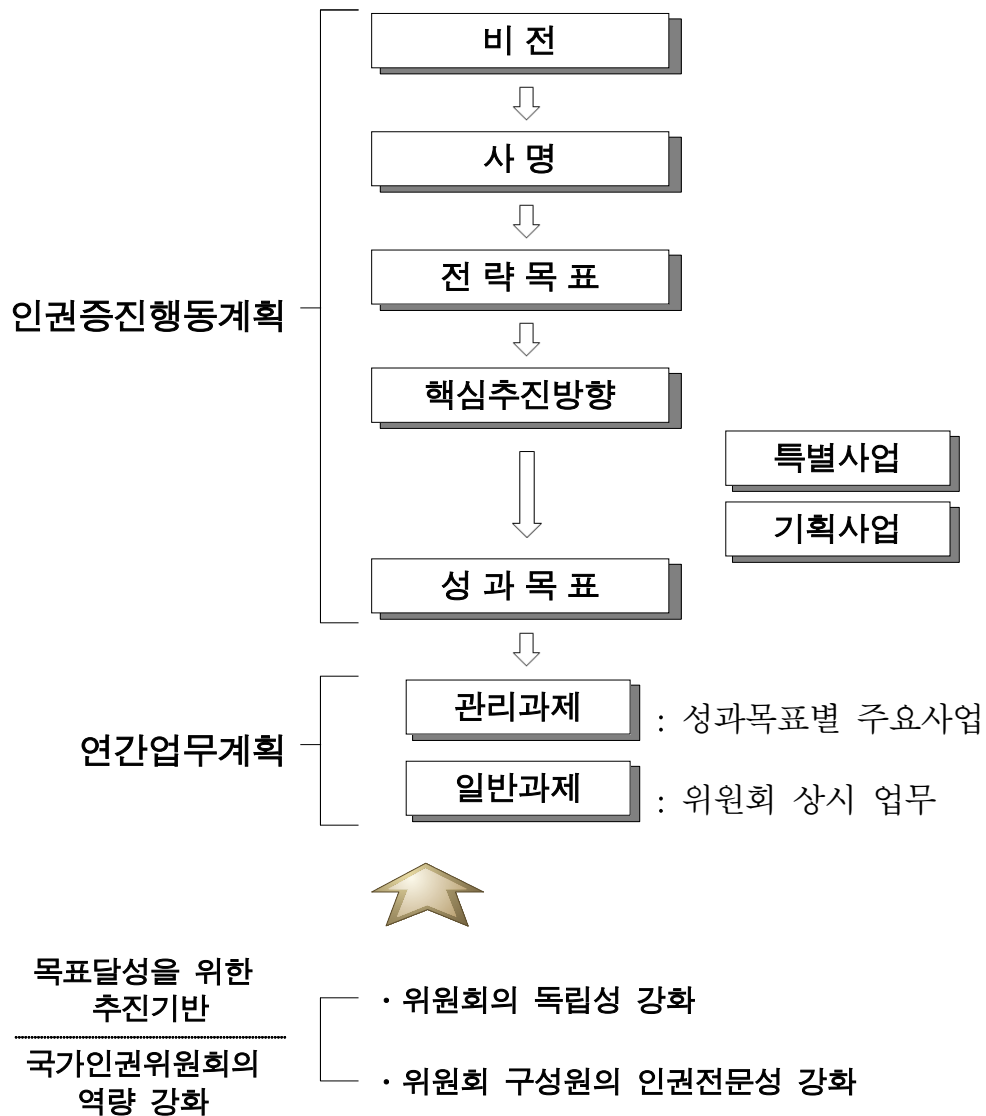 비 전
사 명
전 략 목 표
인권증진행동계획
핵심추진방향
특별사업
기획사업
성 과 목 표
관리과제 : 성과목표별 주요사업
연간업무계획
일반과제 : 위원회 상시 업무
목표달성을 위한
추진기반
· 위원회의 독립성 강화
국가인권위원회의
역량 강화
· 위원회 구성원의 인권전문성 강화